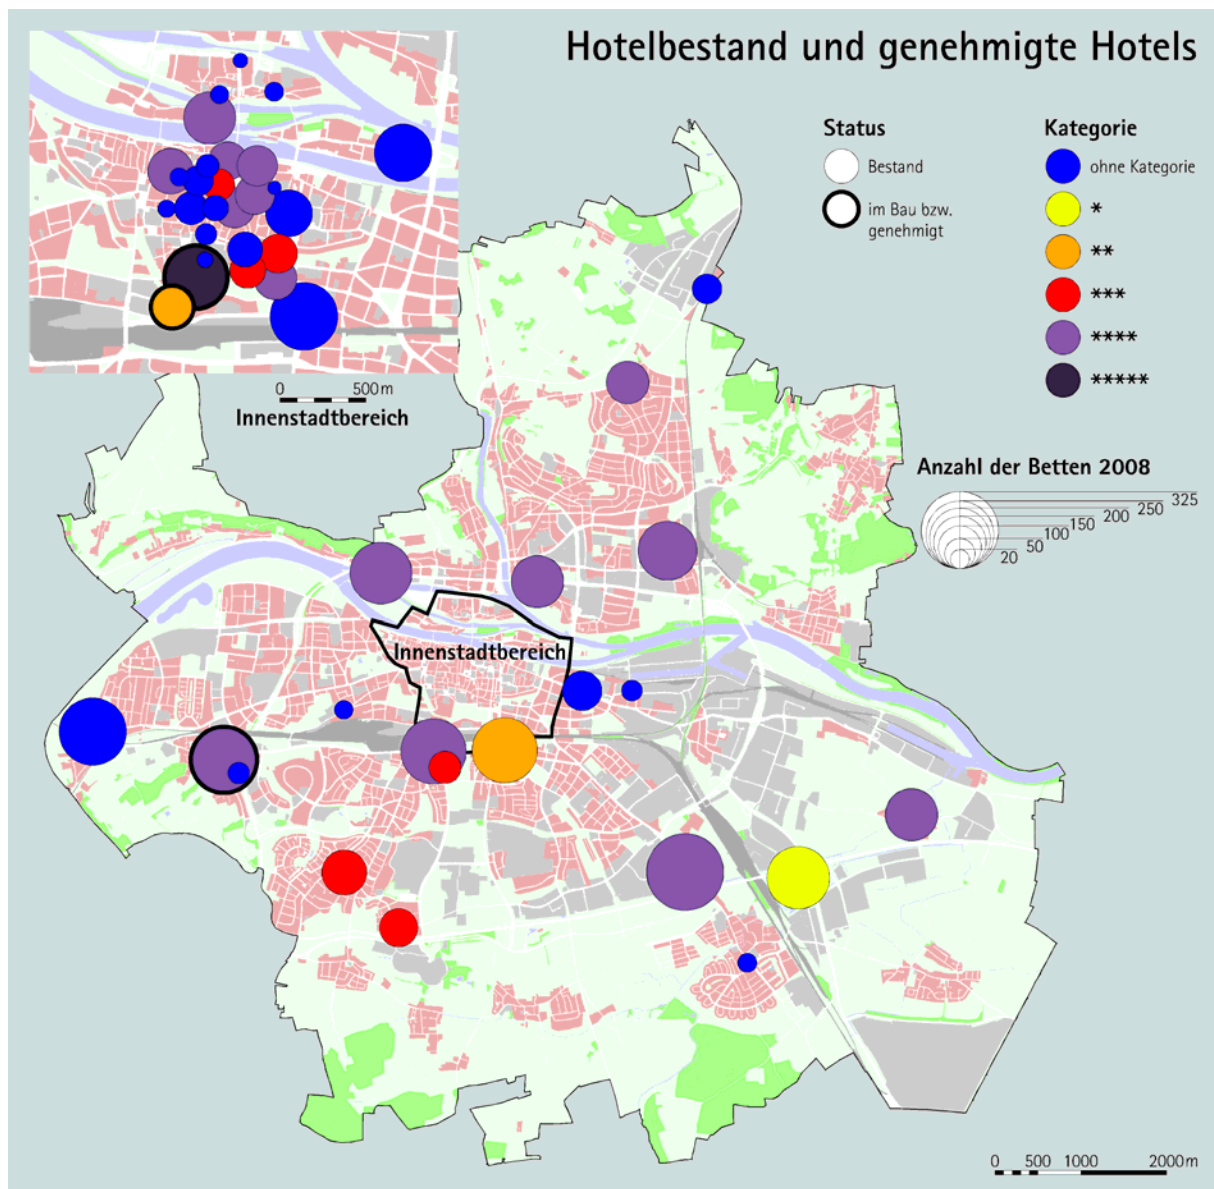 Hotelbestand und genehmigte Hotels
Status
Bestand
im Bau bzw.
genehmigt
Kategorie
ohne Kategorie
*
**
***
****
*****
0 500m
Innenstadtbereich
Anzahl der Betten 2008
325
250
200
150
100
50
20
Innenstadtbereich
0 500 1000 2000m